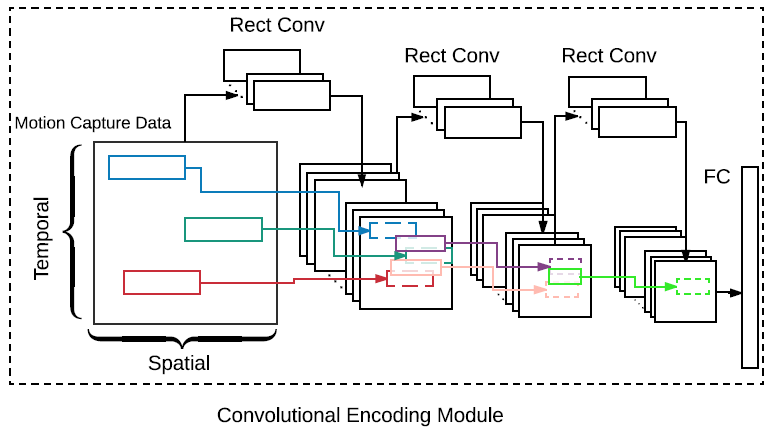 Rect Conv
Rect Conv
Rect Conv
Motion Capture Data
FC
Temporal
Spatial
Convolutional Encoding Module